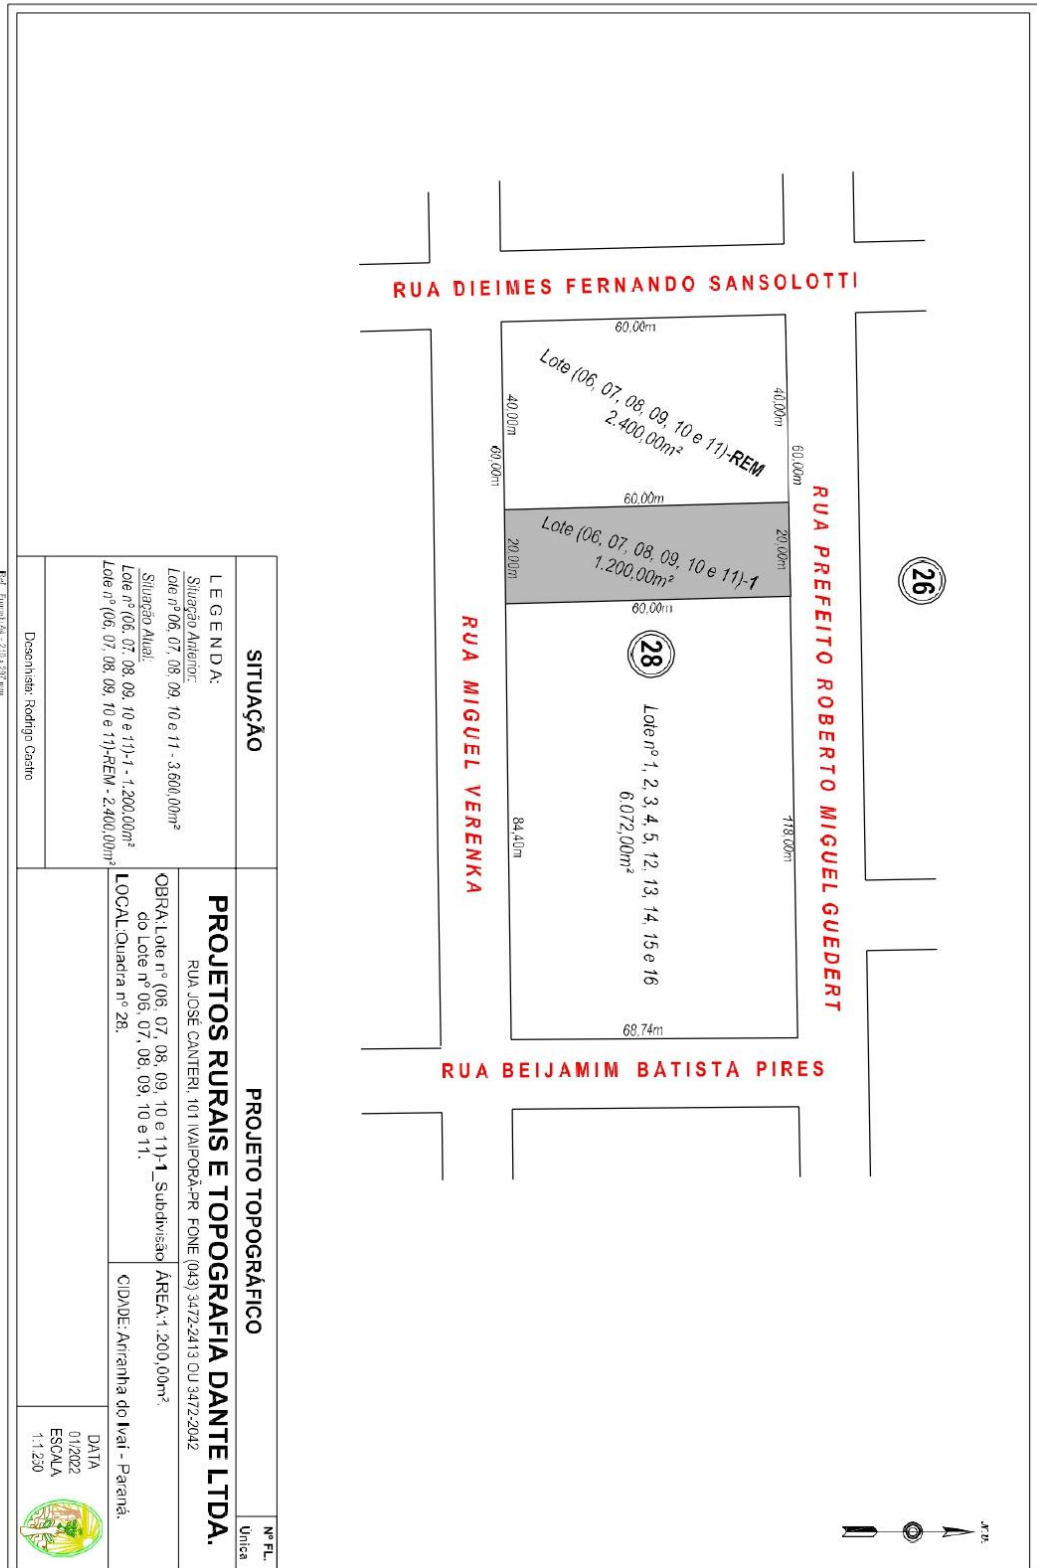 RUA DIEIMES FERNANDO SANSOLOTTI
60,00m
Lote (06, 07, 08, 09, 10 e 11)-REM
2.400,00m²
40,00m
40,00m
60,00m
60,00m
60,00m
Lote (06, 07, 08, 09, 10 e 11)-1
1.200,00m²
20,00m
20,00m
60,00m
RUA PREFEITO ROBERTO MIGUEL GUEDERT
26
28
RUA MIGUEL VERENKA
Lote nº 1, 2, 3, 4, 5, 12, 13, 14, 15 e 16
6.072,00m²
84,40m
118,00m
68,74m
RUA BEIJAMIM BATISTA PIRES
SITUAÇÃO
L E G E N D A:
Situação Anterior:
Lote nº 06, 07, 08, 09, 10 e 11 - 3.600,00m²
Situação Atual:
Lote nº (06, 07, 08, 09, 10 e 11)-1 - 1.200,00m²
Lote nº (06, 07, 08, 09, 10 e 11)-REM - 2.400,00m²
Desenhista: Rodrigo Castro
PROJETO TOPOGRÁFICO
Nº FL.
Única
PROJETOS RURAIS E TOPOGRAFIA DANTE LTDA.
RUA JOSÉ CANTERI, 101 IVAIPORÃ-PR FONE (043) 3472-2413 OU 3472-2042
OBRA:Lote nº (06, 07, 08, 09, 10 e 11)-1_Subdivisão
do Lote nº 06, 07, 08, 09, 10 e 11.
ÁREA:1.200,00m².
LOCAL:Quadra nº 28.
CIDADE: Ariranha do Ivaí - Paraná.
DATA
01/2022
ESCALA
1:1.250